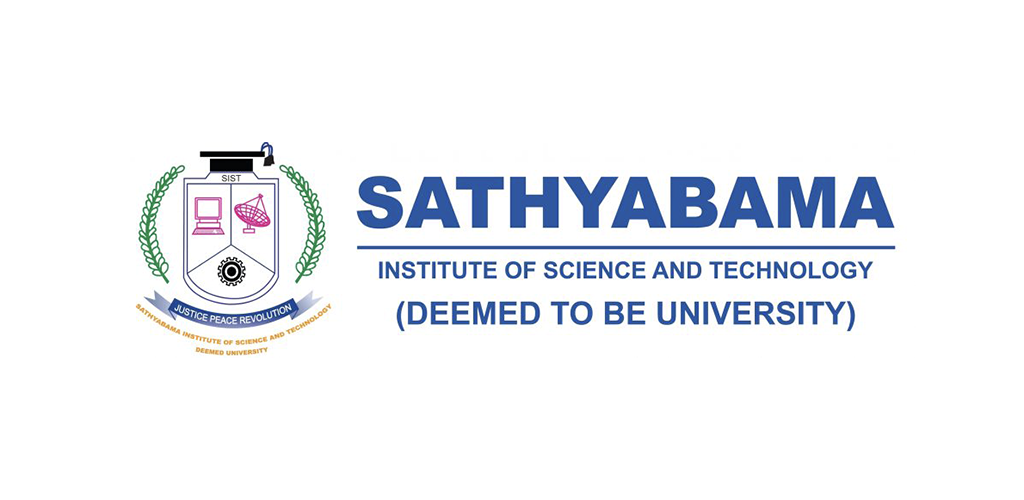 SIST
JUSTICE PEACE REVOLUTION
SATHYABAMA INSTITUTE OF SCIENCE AND TECHNOLOGY
DEEMED UNIVERSITY
SATHYABAMA
INSTITUTE OF SCIENCE AND TECHNOLOGY
(DEEMED TO BE UNIVERSITY)